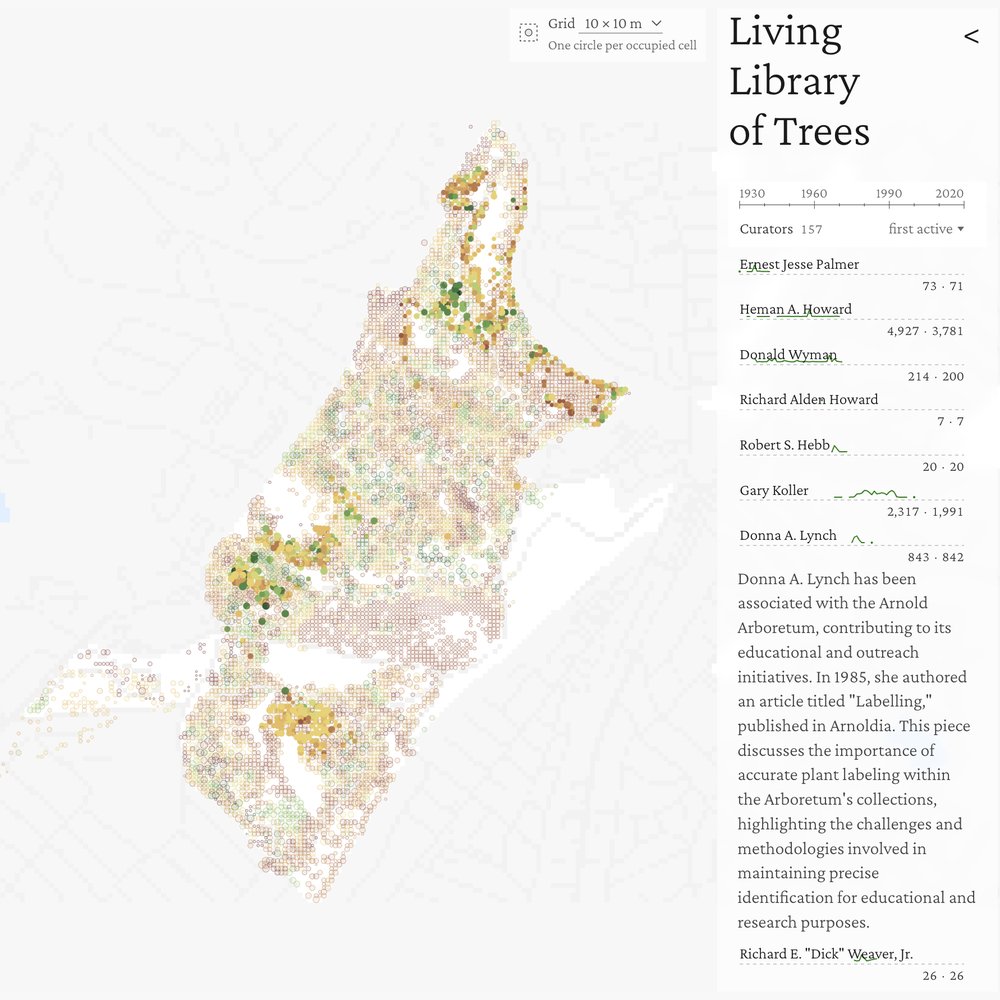 Grid 10 × 10 m
One circle per occupied cell
Living
Library
of Trees
<
1930 1960 1990 2020
Curators 157 first active
Ernest Jesse Palmer
73 · 71
Heman A. Howard
4,927 · 3,781
Donald Wyman
214 · 200
Richard Alden Howard
7 · 7
Robert S. Hebb
20 · 20
Gary Koller
2,317 · 1,991
Donna A. Lynch
843 · 842
Donna A. Lynch has been
associated with the Arnold
Arboretum, contributing to its
educational and outreach
initiatives. In 1985, she authored
an article titled "Labelling,"
published in Arnoldia. This piece
discusses the importance of
accurate plant labeling within
the Arboretum's collections,
highlighting the challenges and
methodologies involved in
maintaining precise
identification for educational and
research purposes.
Richard E. "Dick" Weaver, Jr.
26 · 26